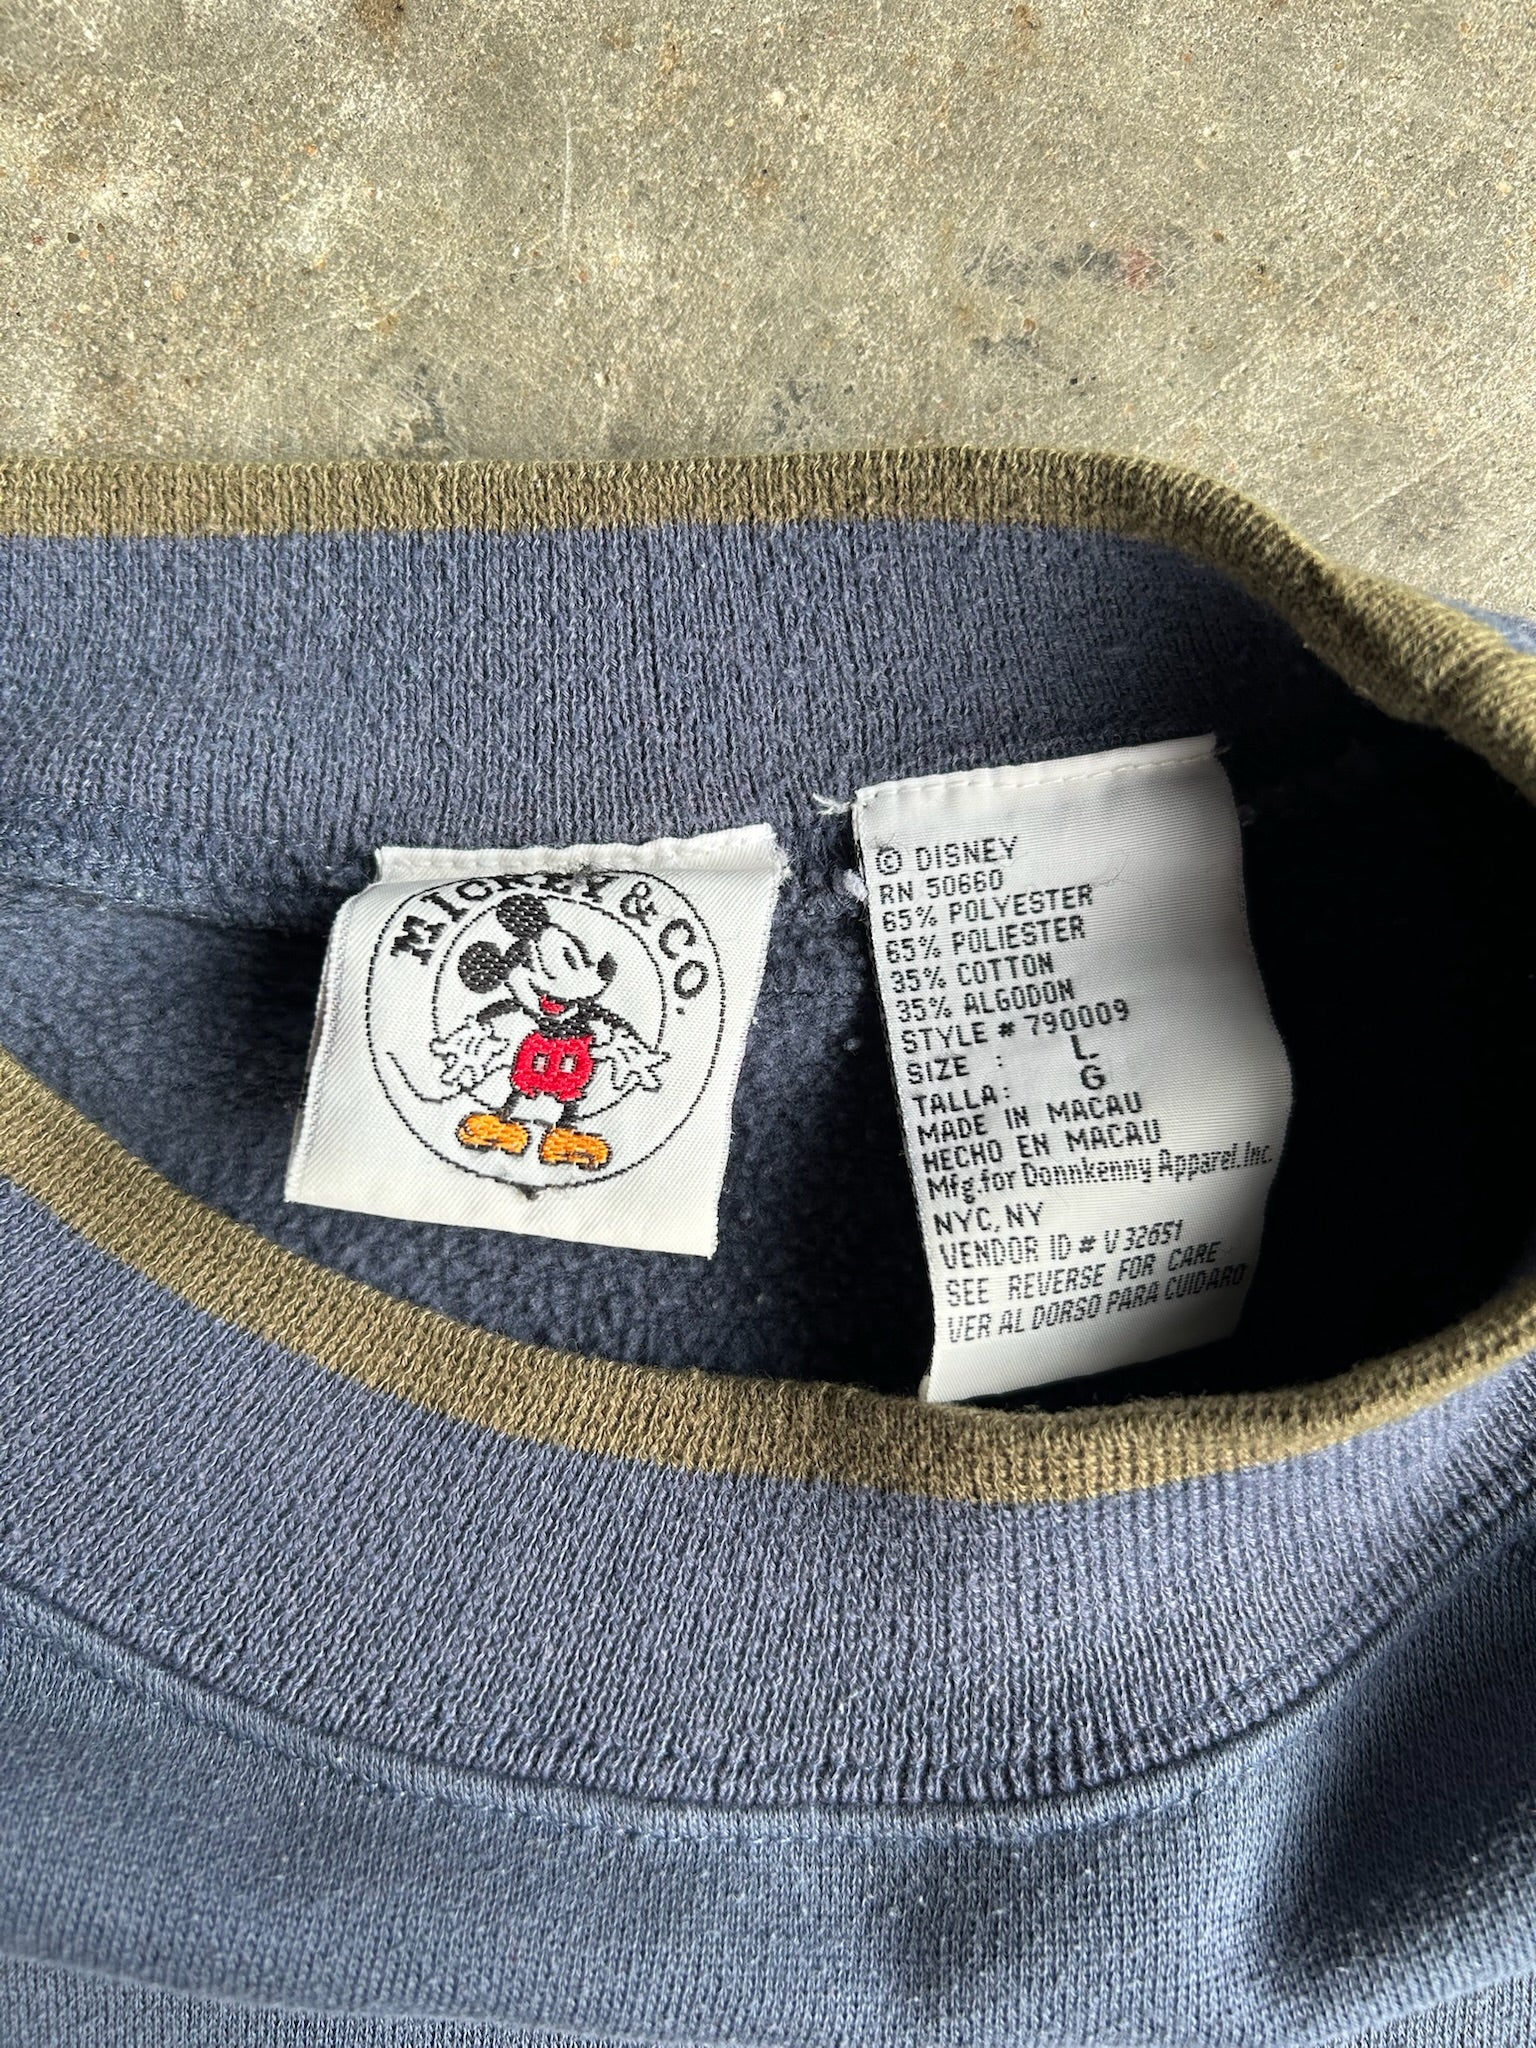 MICKEY & CO.
© DISNEY
RN 50660
65% POLYESTER
65% POLIESTER
35% COTTON
35% ALGODON
STYLE # 790009
SIZE : L
TALLA: G
MADE IN MACAU
HECHO EN MACAU
Mfg.for Donnkenny Apparel.Inc.
NYC, NY
VENDOR ID # V 32651
SEE REVERSE FOR CARE
VER AL DORSO PARA CUIDARO